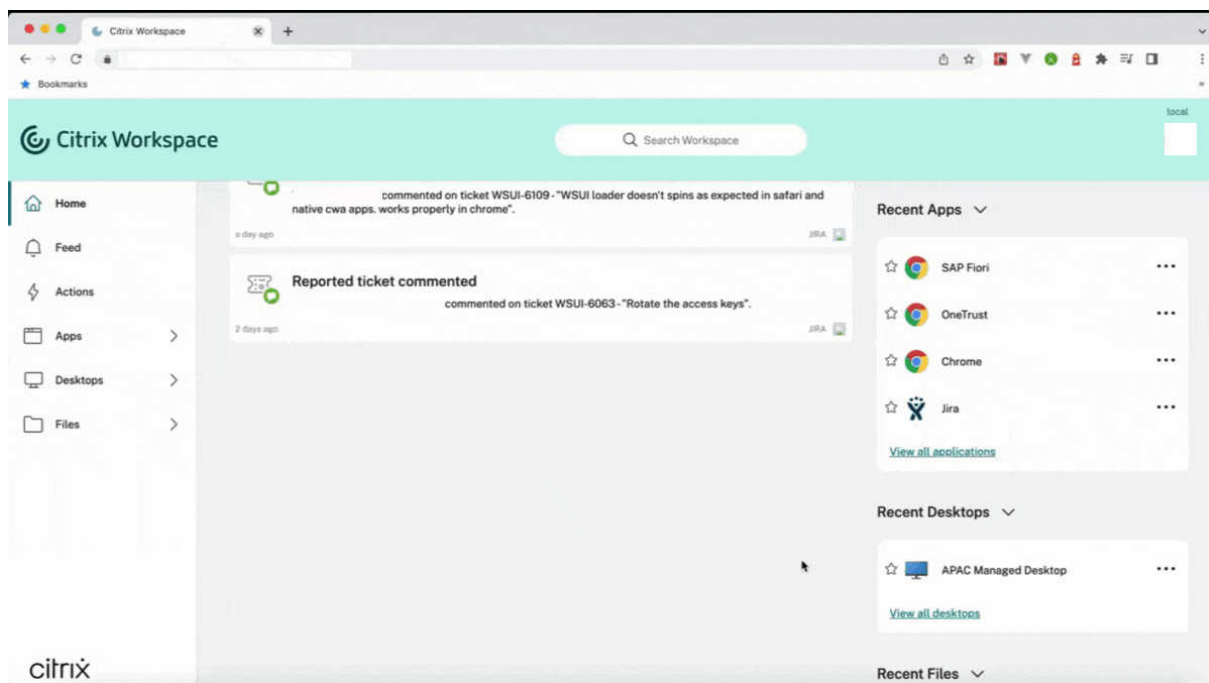 Citrix Workspace
Bookmarks
local
Citrix Workspace
Search Workspace
Home
Feed
Actions
Apps
Desktops
Files
citrix
commented on ticket WSUI-6109-"WSUI loader doesn't spins as expected in safari and
native cwa apps. works properly in chrome".
a day ago
JIRA
Reported ticket commented
commented on ticket WSUI-6063-"Rotate the access keys".
2 days ago
JIRA
Recent Apps
SAP Fiori
OneTrust
Chrome
Jira
View all applications
Recent Desktops
APAC Managed Desktop
View all desktops
Recent Files